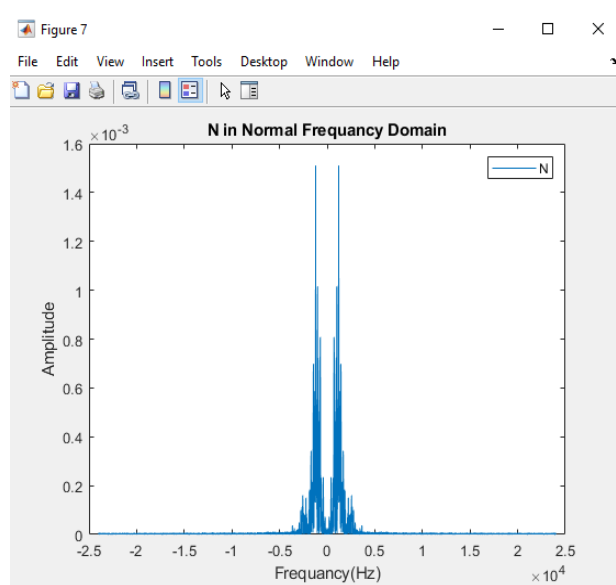 Figure 7
File Edit View Insert Tools Desktop Window Help
N in Normal Frequancy Domain
×10-3
N
1.6
1.4
1.2
1
0.8
0.6
0.4
0.2
0
Amplitude
-2.5 -2 -1.5 -1 -0.5 0 0.5 1 1.5 2 2.5
Frequancy(Hz)
×104